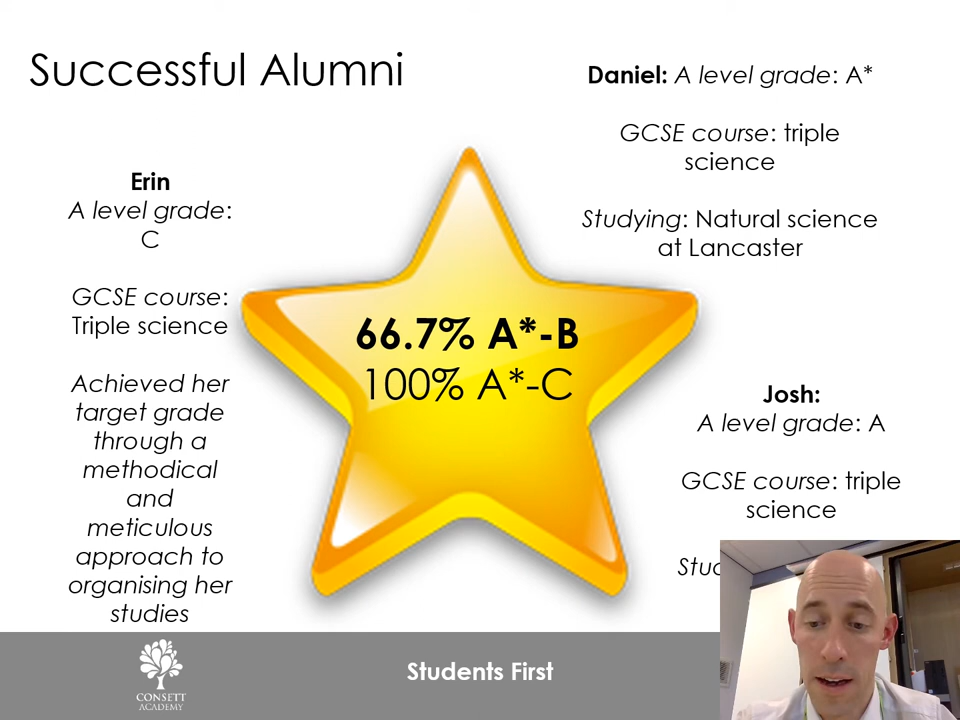 Successful Alumni
Daniel: A level grade: A*
GCSE course: triple
science
Studying: Natural science
at Lancaster
Erin
A level grade:
C
GCSE course:
Triple science
Achieved her
target grade
through a
methodical
and
meticulous
approach to
organising her
studies
66.7% A*-B
100% A*-C
Josh:
A level grade: A
GCSE course: triple
science
CONSETT
ACADEMY
Students First